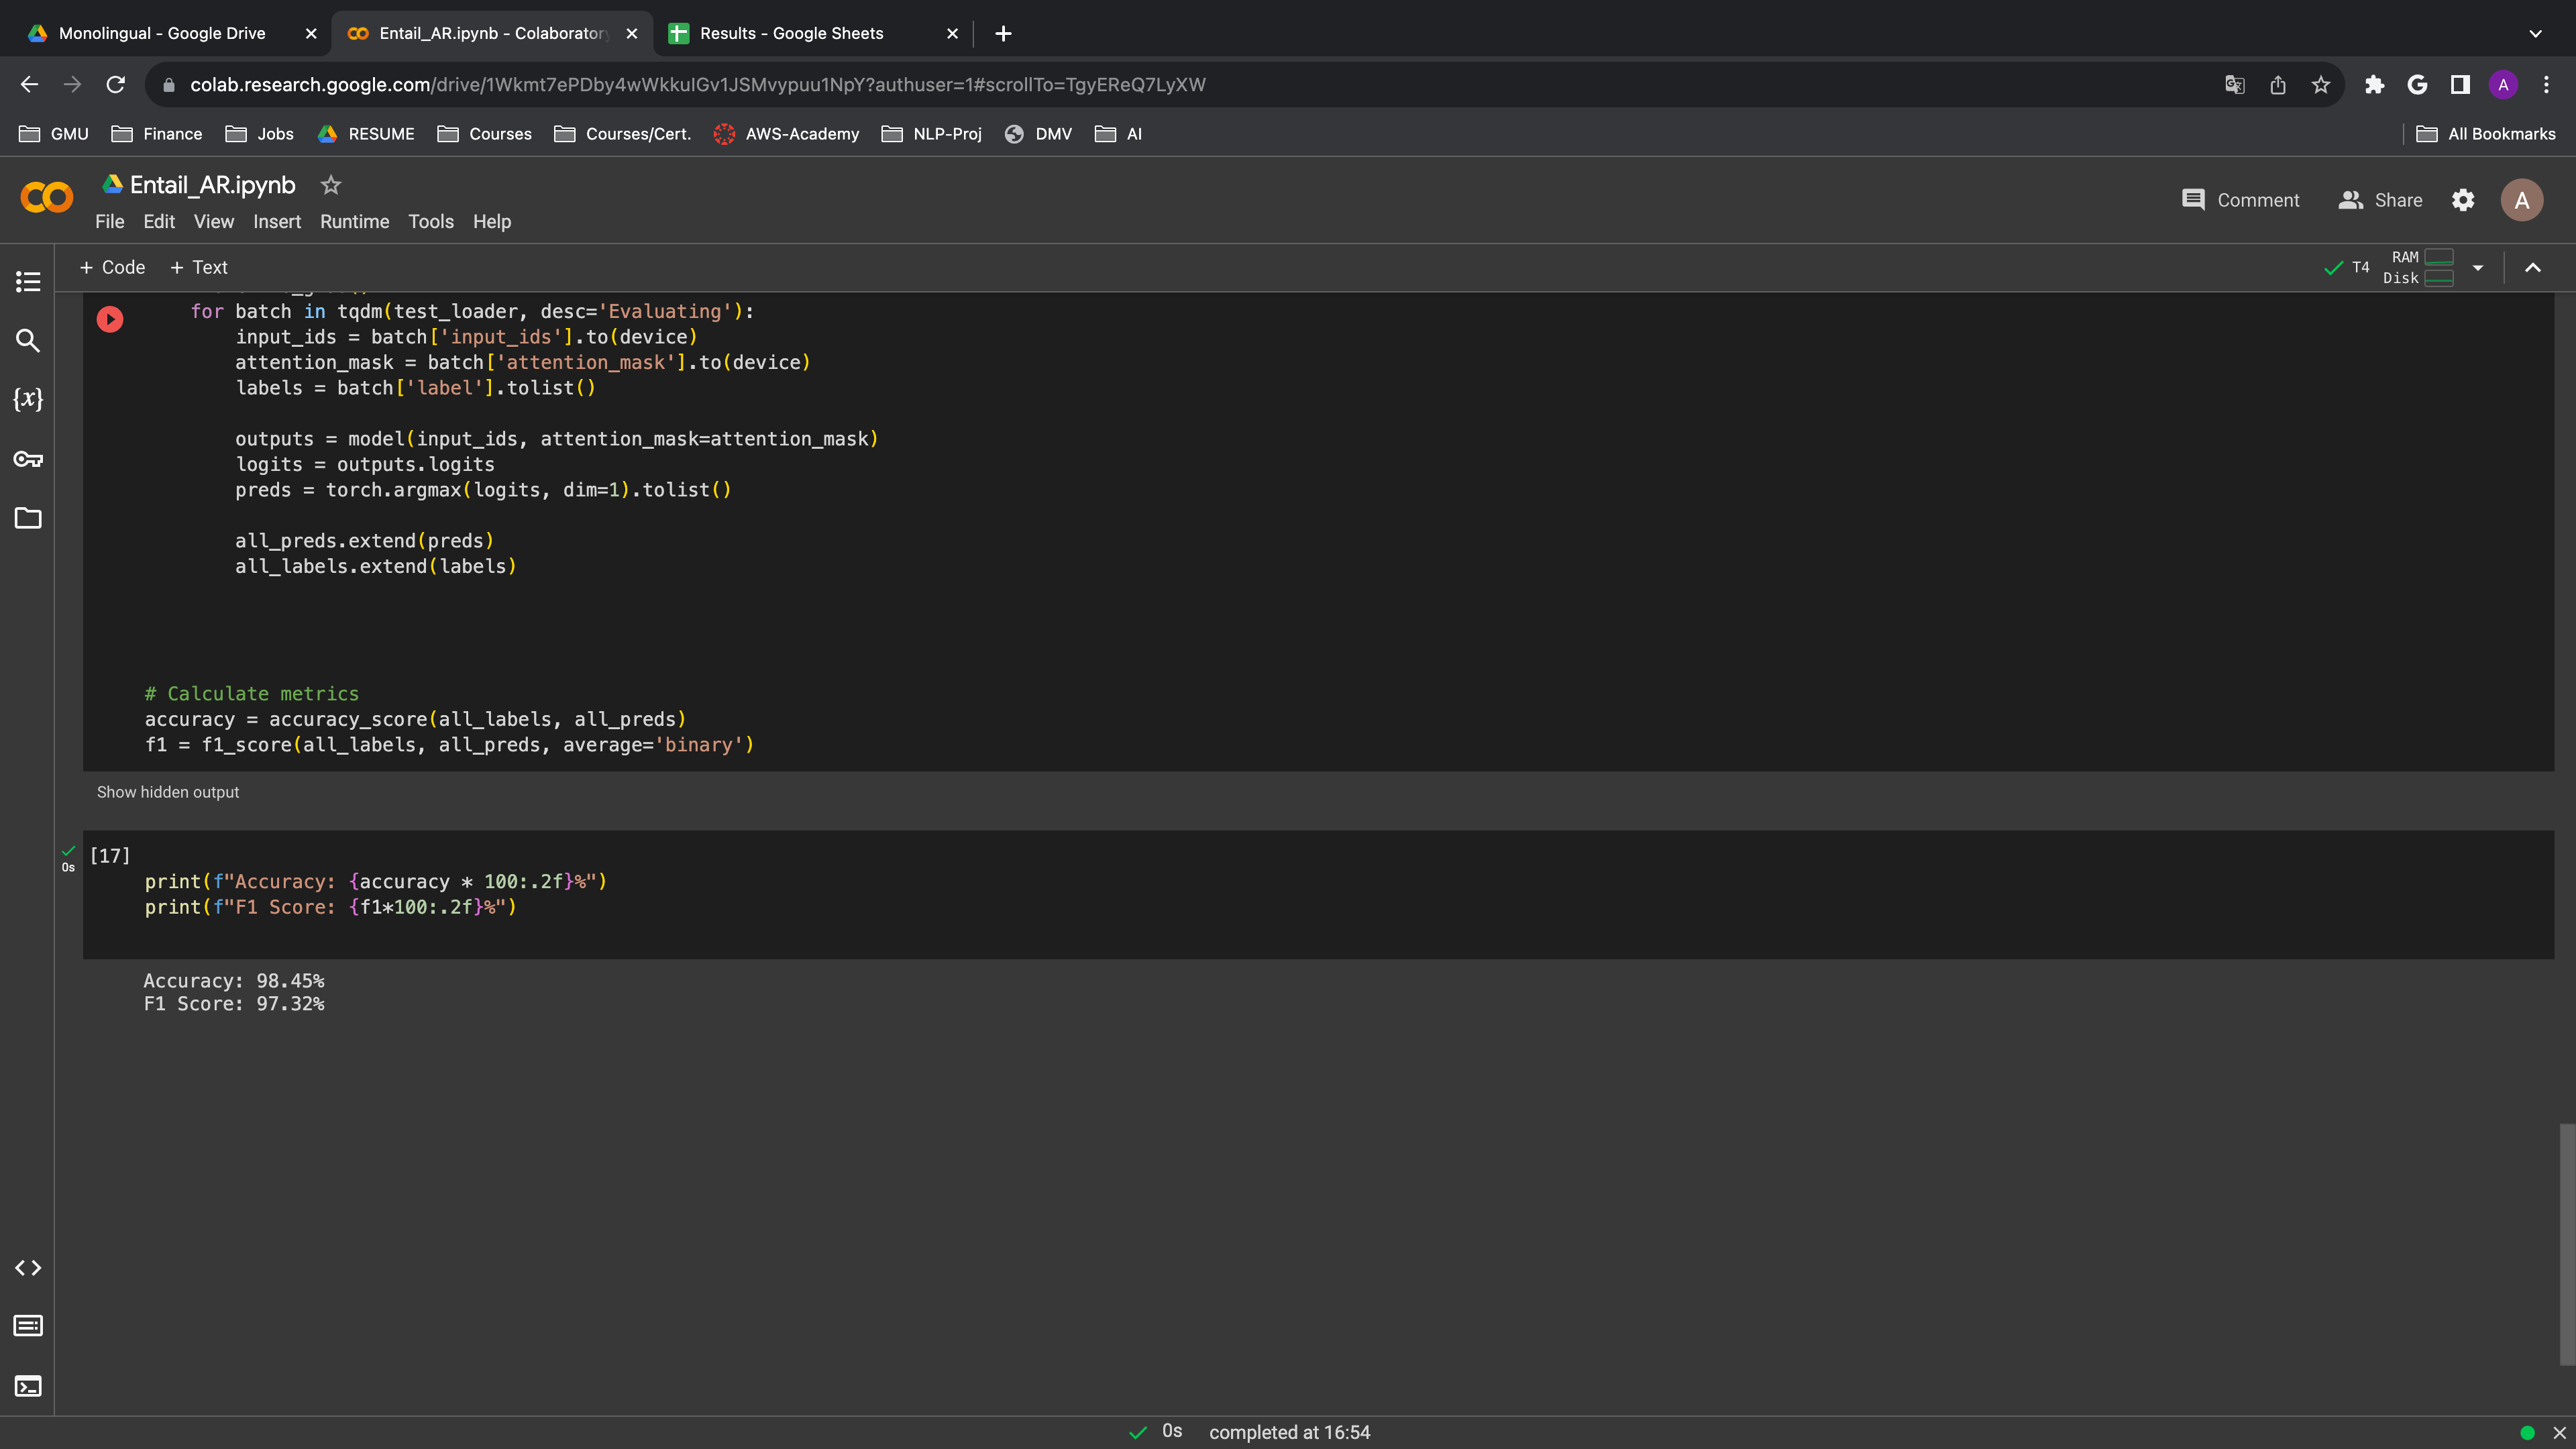 Monolingual - Google Drive
Entail_AR.ipynb - Colaboratory
Results - Google Sheets
colab.research.google.com/drive/1Wkmt7ePDby4wWkkulGv1JSMvypuu1NpY?authuser=1#scrollTo=TgyEReQ7LyXW
A
GMU
Finance
Jobs
RESUME
Courses
Courses/Cert.
AWS-Academy
NLP-Proj
DMV
AI
All Bookmarks
Entail_AR.ipynb
Comment
Share
A
File Edit View Insert Runtime Tools Help
+ Code + Text
T4
RAM
Disk
for batch in tqdm(test_loader, desc='Evaluating'):
input_ids = batch['input_ids'].to(device)
attention_mask = batch['attention_mask'].to(device)
labels = batch['label'].tolist()
outputs = model(input_ids, attention_mask=attention_mask)
logits = outputs.logits
preds = torch.argmax(logits, dim=1).tolist()
all_preds.extend(preds)
all_labels.extend(labels)
# Calculate metrics
accuracy = accuracy_score(all_labels, all_preds)
f1 = f1_score(all_labels, all_preds, average='binary')
Show hidden output
0s
[17]
print(f"Accuracy: {accuracy * 100:.2f}%")
print(f"F1 Score: {f1*100:.2f}%")
Accuracy: 98.45%
F1 Score: 97.32%
{x}
0s completed at 16:54